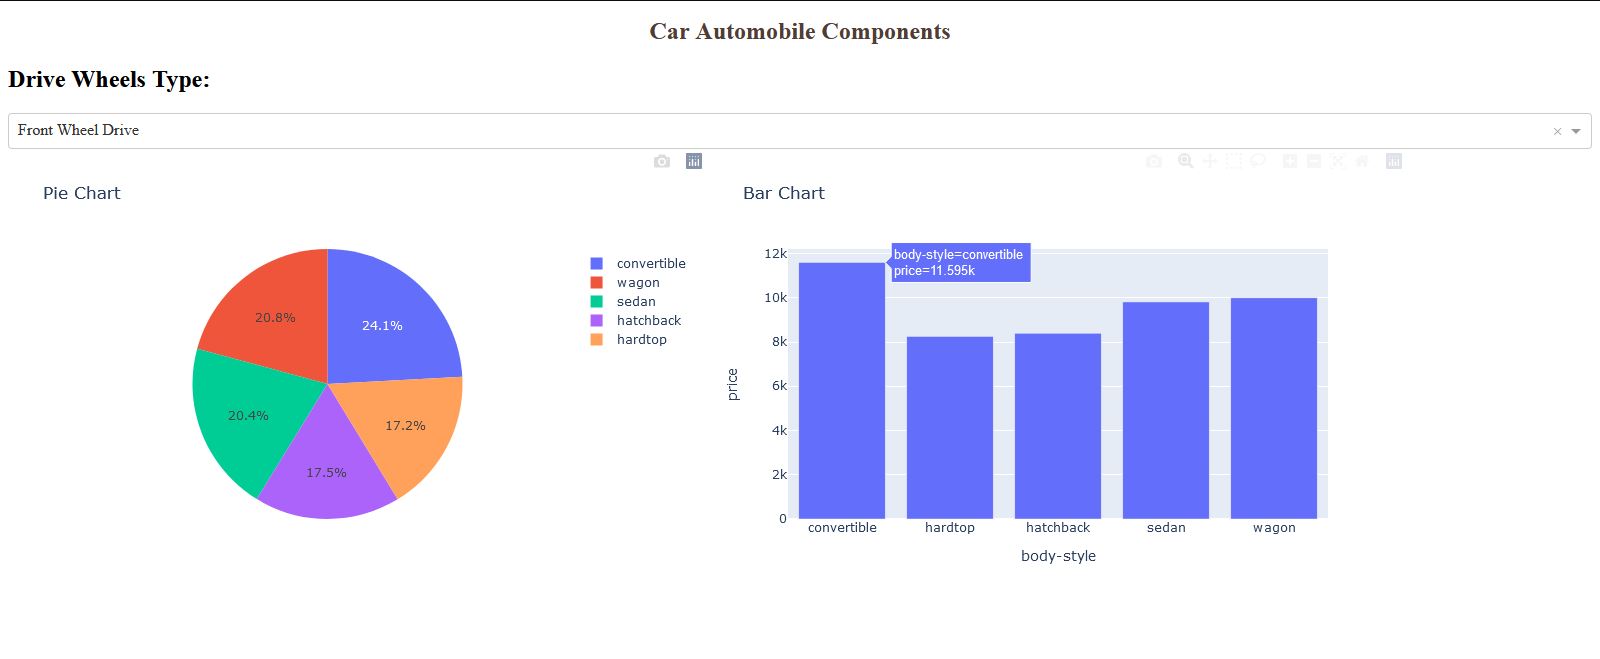 Car Automobile Components
Drive Wheels Type:
Front Wheel Drive
Pie Chart
24.1%
20.8%
20.4%
17.5%
17.2%
convertible
wagon
sedan
hatchback
hardtop
Bar Chart
body-style=convertible
price=11.595k
12k
10k
8k
6k
4k
2k
0
price
convertible hardtop hatchback sedan wagon
body-style